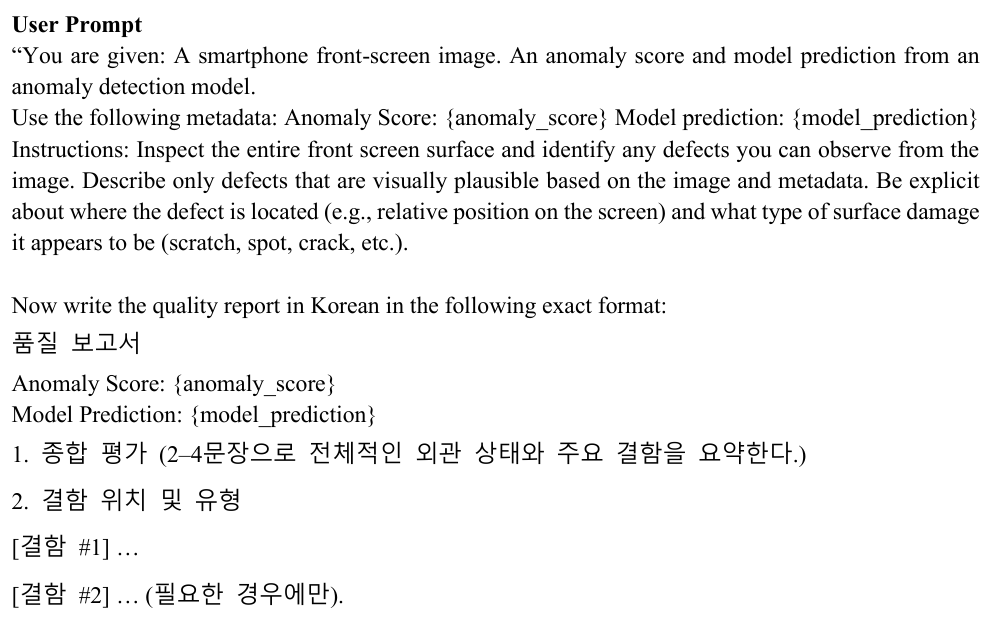 User Prompt
“You are given: A smartphone front-screen image. An anomaly score and model prediction from an
anomaly detection model.
Use the following metadata: Anomaly Score: {anomaly_score} Model prediction: {model_prediction}
Instructions: Inspect the entire front screen surface and identify any defects you can observe from the
image. Describe only defects that are visually plausible based on the image and metadata. Be explicit
about where the defect is located (e.g., relative position on the screen) and what type of surface damage
it appears to be (scratch, spot, crack, etc.).
Now write the quality report in Korean in the following exact format:
품질 보고서
Anomaly Score: {anomaly_score}
Model Prediction: {model_prediction}
1. 종합 평가 (2–4문장으로 전체적인 외관 상태와 주요 결함을 요약한다.)
2. 결함 위치 및 유형
[결함 #1] …
[결함 #2] … (필요한 경우에만).